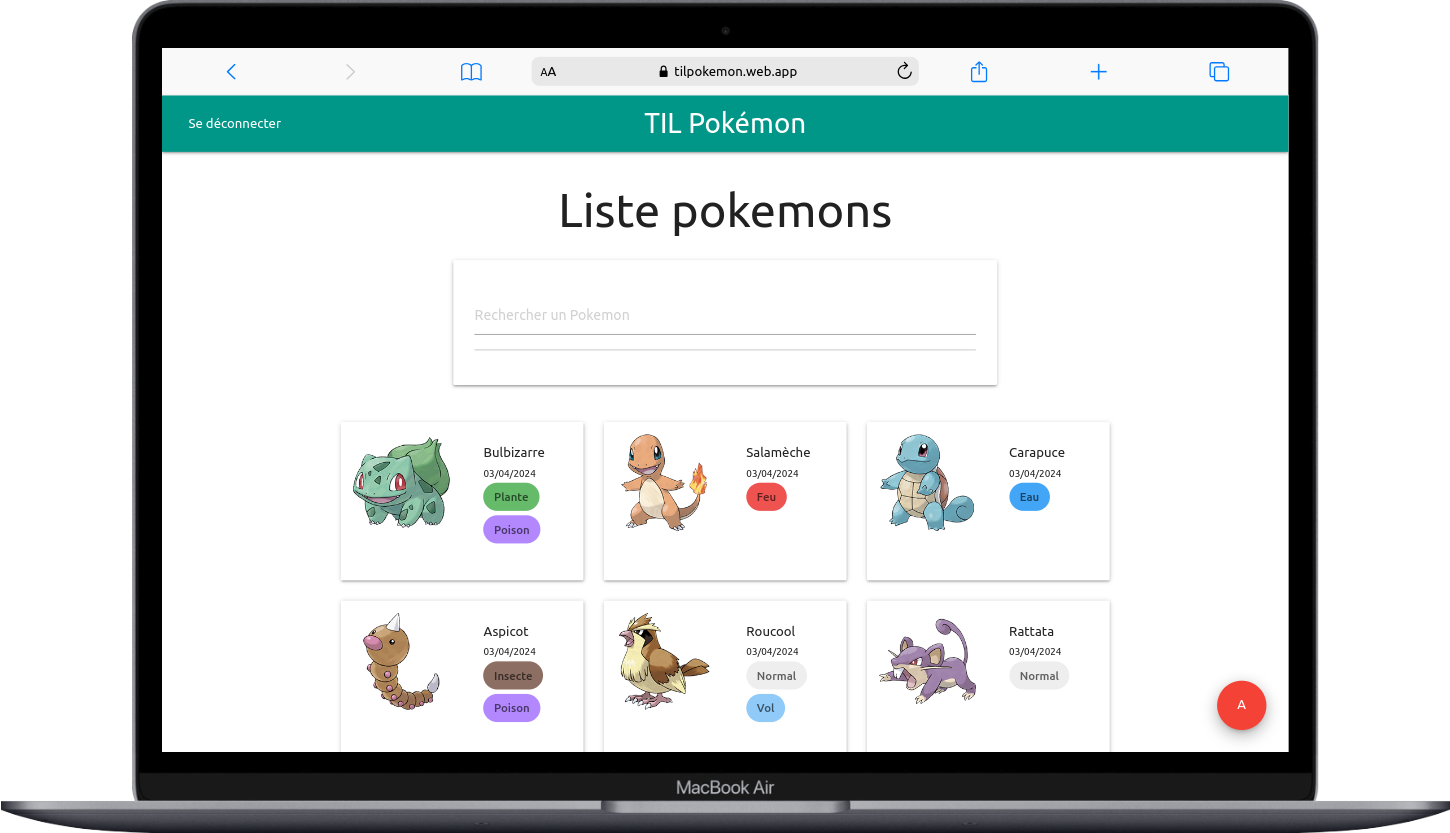 AA
tilpokemon.web.app
Se déconnecter
TIL Pokémon
Liste pokemons
Rechercher un Pokemon
Bulbizarre
03/04/2024
Plante
Poison
Salamèche
03/04/2024
Feu
Carapuce
03/04/2024
Eau
Aspicot
03/04/2024
Insecte
Poison
Roucool
03/04/2024
Normal
Vol
Rattata
03/04/2024
Normal
A
MacBook Air